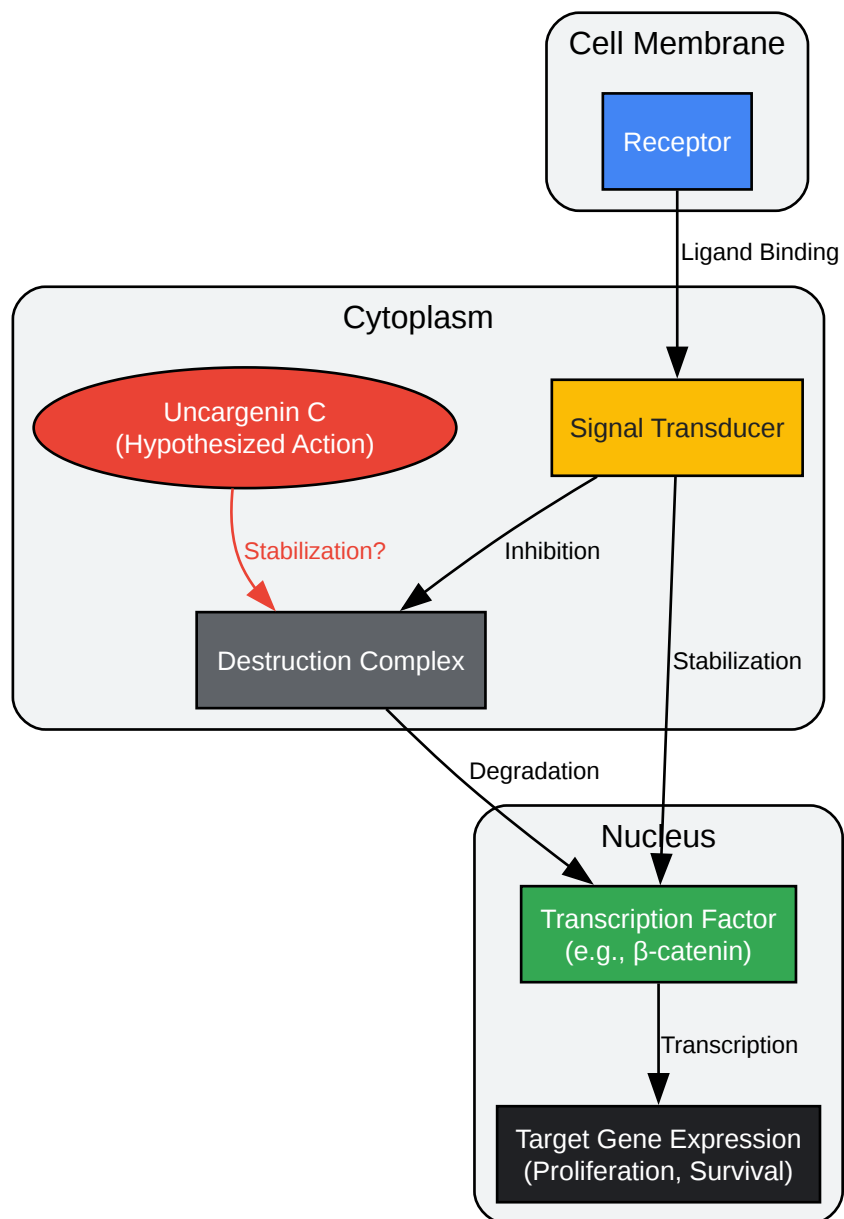 Cell Membrane
Receptor
Ligand Binding
Cytoplasm
Uncargenin C
(Hypothesized Action)
Signal Transducer
Stabilization?
Inhibition
Destruction Complex
Stabilization
Degradation
Nucleus
Transcription Factor
(e.g., β-catenin)
Transcription
Target Gene Expression
(Proliferation, Survival)